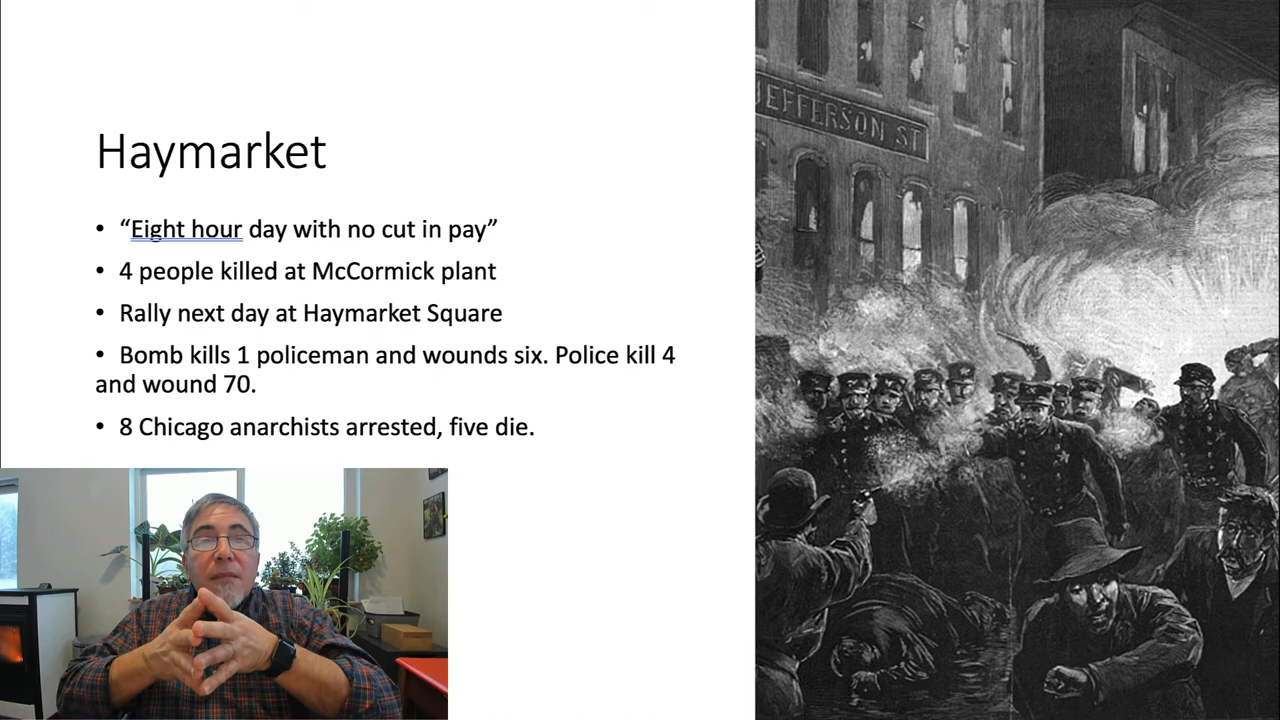 Haymarket
• “Eight hour day with no cut in pay”
• 4 people killed at McCormick plant
• Rally next day at Haymarket Square
• Bomb kills 1 policeman and wounds six. Police kill 4
and wound 70.
• 8 Chicago anarchists arrested, five die.
JEFFERSON ST